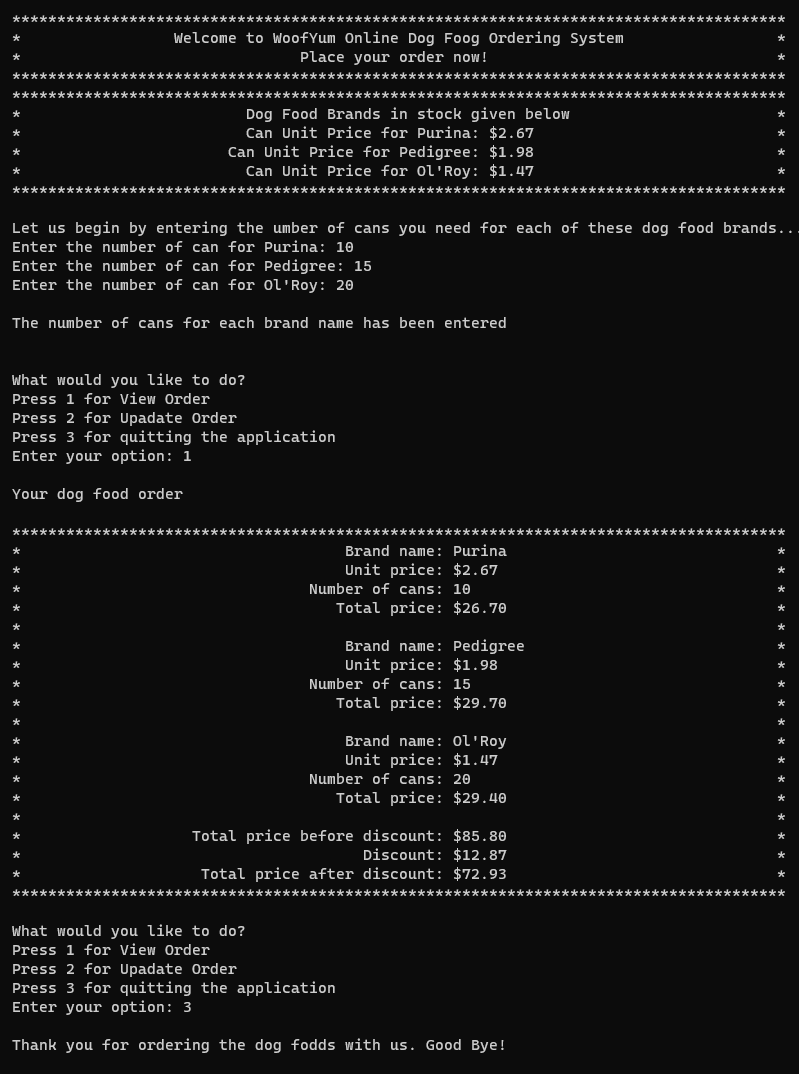 **************************************************************************************
*                 Welcome to WoofYum Online Dog Foog Ordering System                 *
*                               Place your order now!                                *
**************************************************************************************
**************************************************************************************
*                         Dog Food Brands in stock given below                       *
*                         Can Unit Price for Purina: $2.67                           *
*                       Can Unit Price for Pedigree: $1.98                           *
*                         Can Unit Price for Ol'Roy: $1.47                           *
**************************************************************************************
Let us begin by entering the umber of cans you need for each of these dog food brands...
Enter the number of can for Purina: 10
Enter the number of can for Pedigree: 15
Enter the number of can for Ol'Roy: 20
The number of cans for each brand name has been entered
What would you like to do?
Press 1 for View Order
Press 2 for Upadate Order
Press 3 for quitting the application
Enter your option: 1
Your dog food order
**************************************************************************************
*                                    Brand name: Purina                              *
*                                    Unit price: $2.67                               *
*                                Number of cans: 10                                  *
*                                   Total price: $26.70                              *
*                                                                                    *
*                                    Brand name: Pedigree                            *
*                                    Unit price: $1.98                               *
*                                Number of cans: 15                                  *
*                                   Total price: $29.70                              *
*                                                                                    *
*                                    Brand name: Ol'Roy                              *
*                                    Unit price: $1.47                               *
*                                Number of cans: 20                                  *
*                                   Total price: $29.40                              *
*                                                                                    *
*                   Total price before discount: $85.80                              *
*                                      Discount: $12.87                              *
*                    Total price after discount: $72.93                              *
**************************************************************************************
What would you like to do?
Press 1 for View Order
Press 2 for Upadate Order
Press 3 for quitting the application
Enter your option: 3
Thank you for ordering the dog fodds with us. Good Bye!